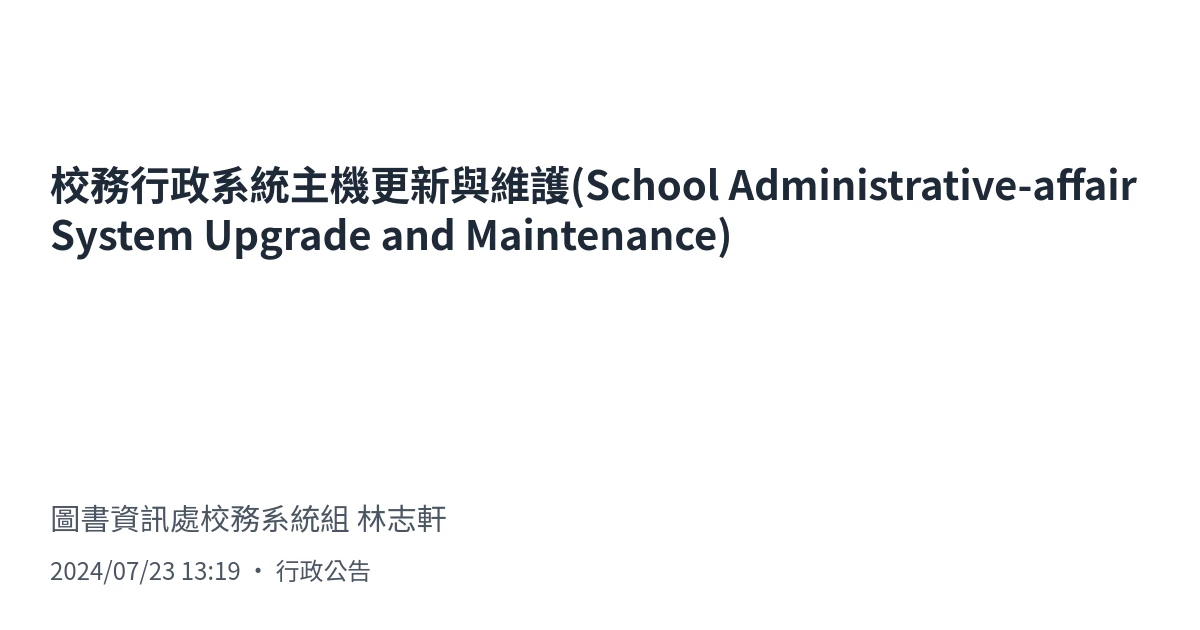 校務行政系統主機更新與維護(School Administrative-affair
System Upgrade and Maintenance)
圖書資訊處校務系統組 林志軒
2024/07/23 13:19 • 行政公告